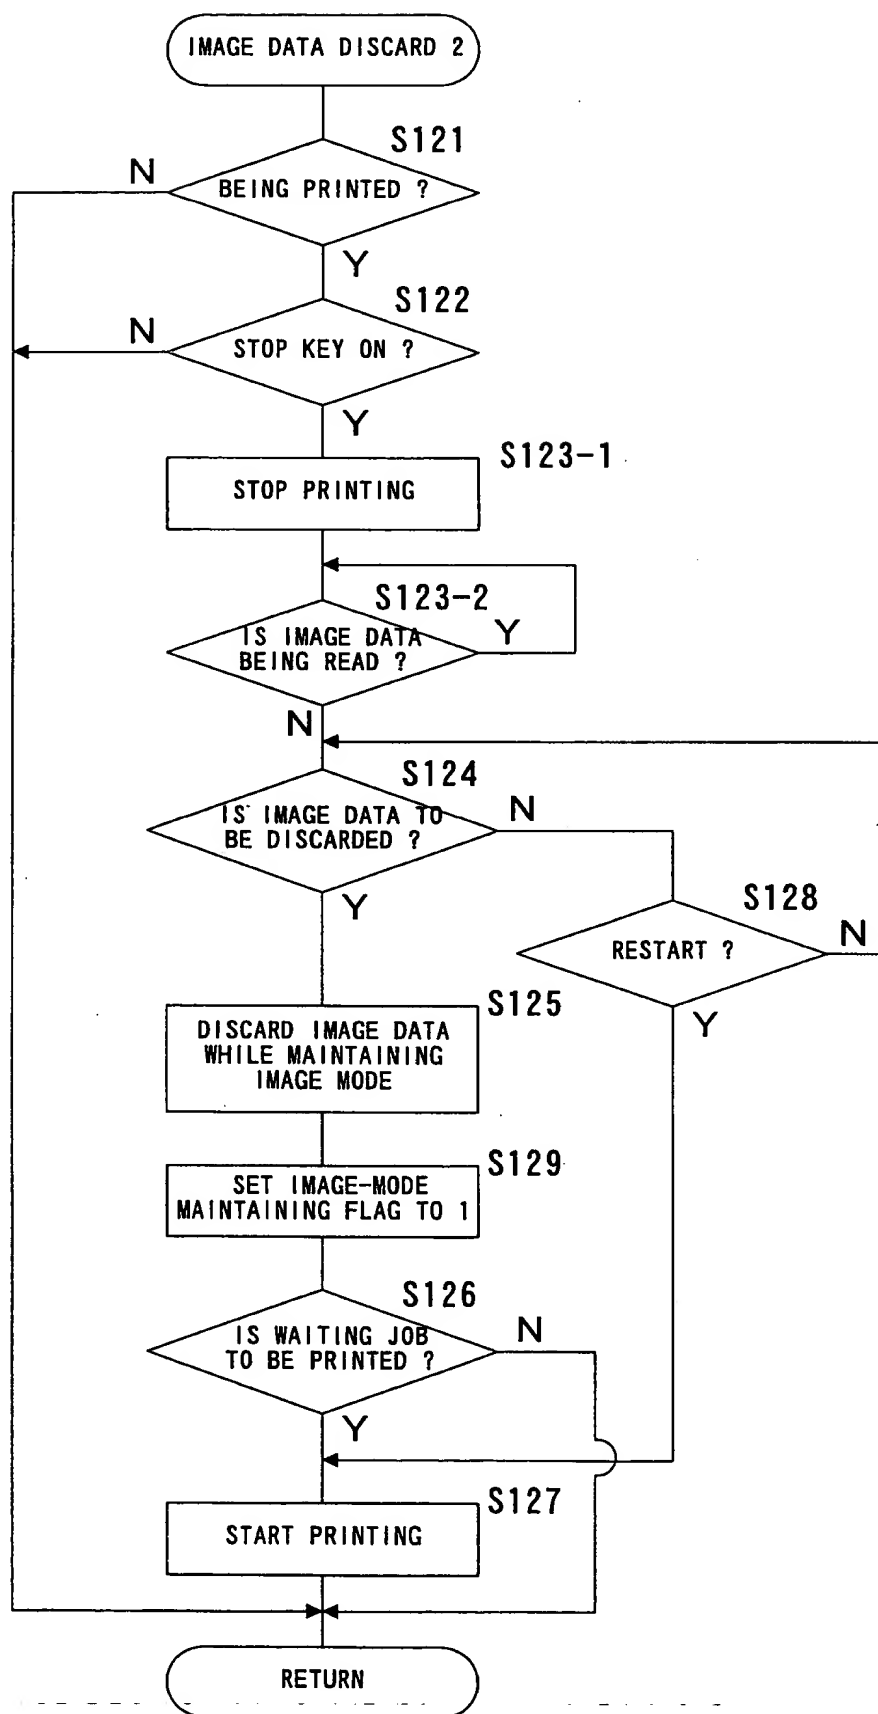 IMAGE DATA DISCARD 2
S121
N
BEING PRINTED ?
Y
S122
N
STOP KEY ON ?
Y
S123-1
STOP PRINTING
S123-2
IS IMAGE DATA
BEING READ ?
Y
N
S124
IS IMAGE DATA TO
BE DISCARDED ?
N
Y
S128
RESTART ?
N
Y
S125
DISCARD IMAGE DATA
WHILE MAINTAINING
IMAGE MODE
S129
SET IMAGE-MODE
MAINTAINING FLAG TO 1
S126
IS WAITING JOB
TO BE PRINTED ?
N
Y
S127
START PRINTING
RETURN